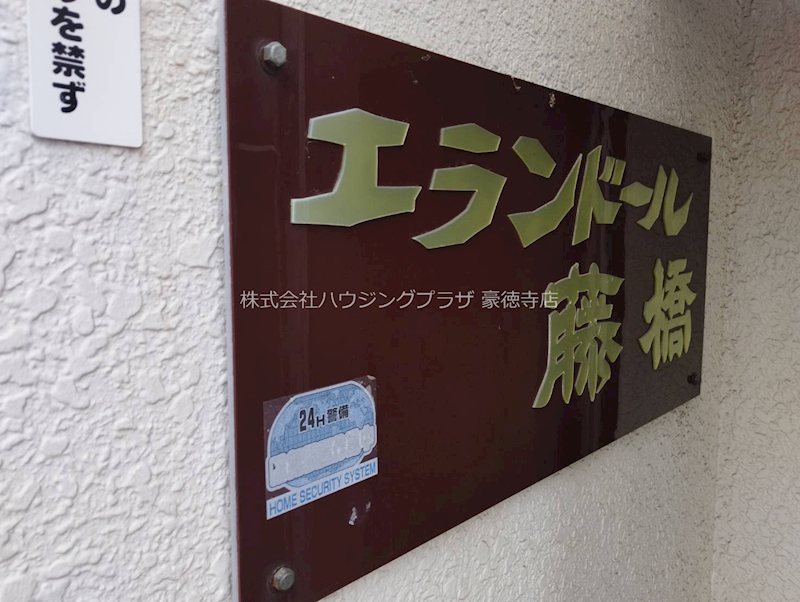 の
を禁ず
エランドール
藤橋
株式会社ハウジングプラザ 豪徳寺店
24H警備
HOME SECURITY SYSTEM